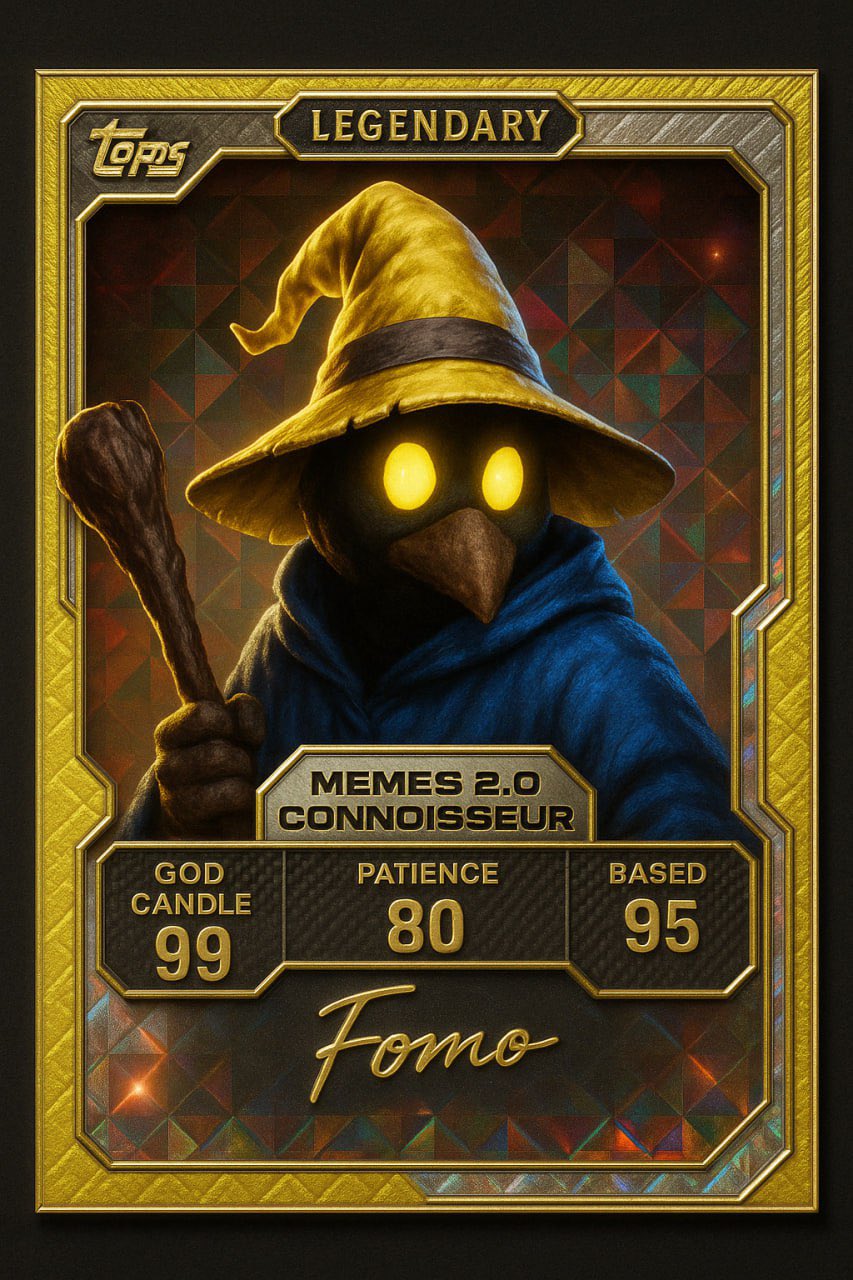 LEGENDARY
TOPPS
MEMES 2.0
CONNOISSEUR
GOD
CANDLE
99
PATIENCE
80
BASED
95
Fomo